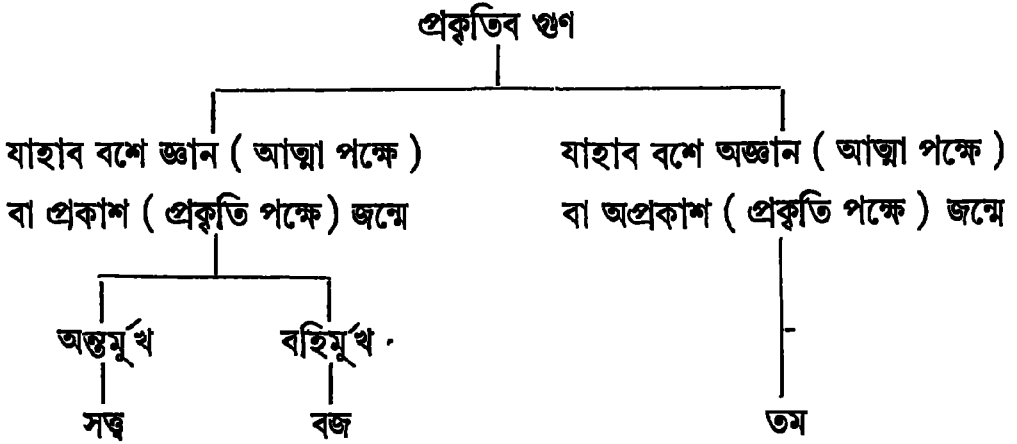 প্রকৃতিব গুণ
যাহাব বশে জ্ঞান ( আত্মা পক্ষে )
বা প্রকাশ ( প্রকৃতি পক্ষে ) জন্মে
যাহাব বশে অজ্ঞান ( আত্মা পক্ষে )
বা অপ্রকাশ ( প্রকৃতি পক্ষে ) জন্মে
অন্তর্মুখ
বহির্মুখ
সত্ত্ব
বজ
তম